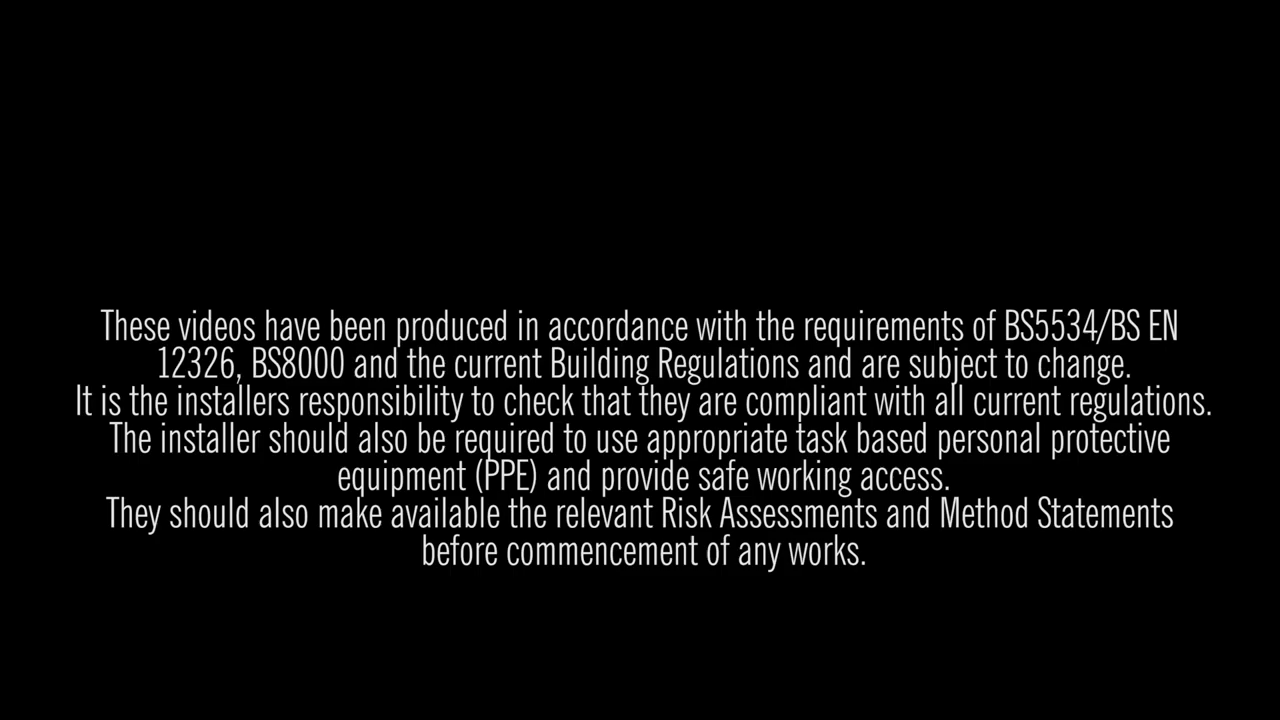 These videos have been produced in accordance with the requirements of BS5534/BS EN
12326, BS8000 and the current Building Regulations and are subject to change.
It is the installers responsibility to check that they are compliant with all current regulations.
The installer should also be required to use appropriate task based personal protective
equipment (PPE) and provide safe working access.
They should also make available the relevant Risk Assessments and Method Statements
before commencement of any works.